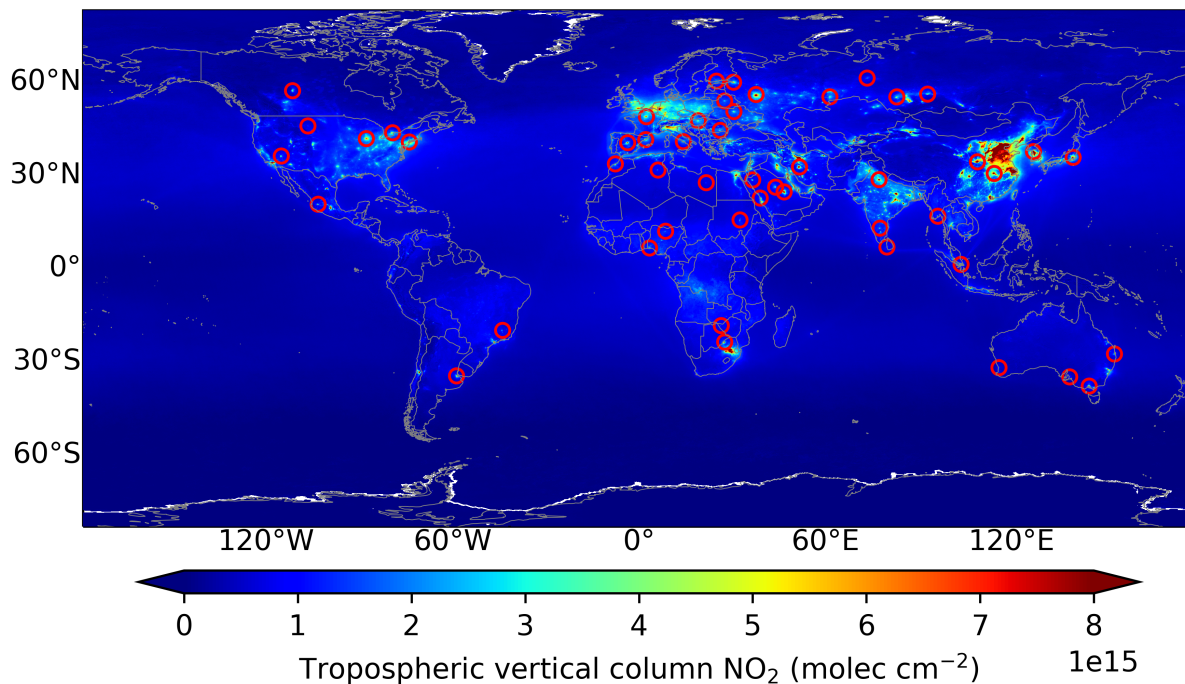 60°N
30°N
0°
30°S
60°S
120°W 60°W 0° 60°E 120°E
0 1 2 3 4 5 6 7 8
1e15
Tropospheric vertical column NO₂ (molec cm⁻²)